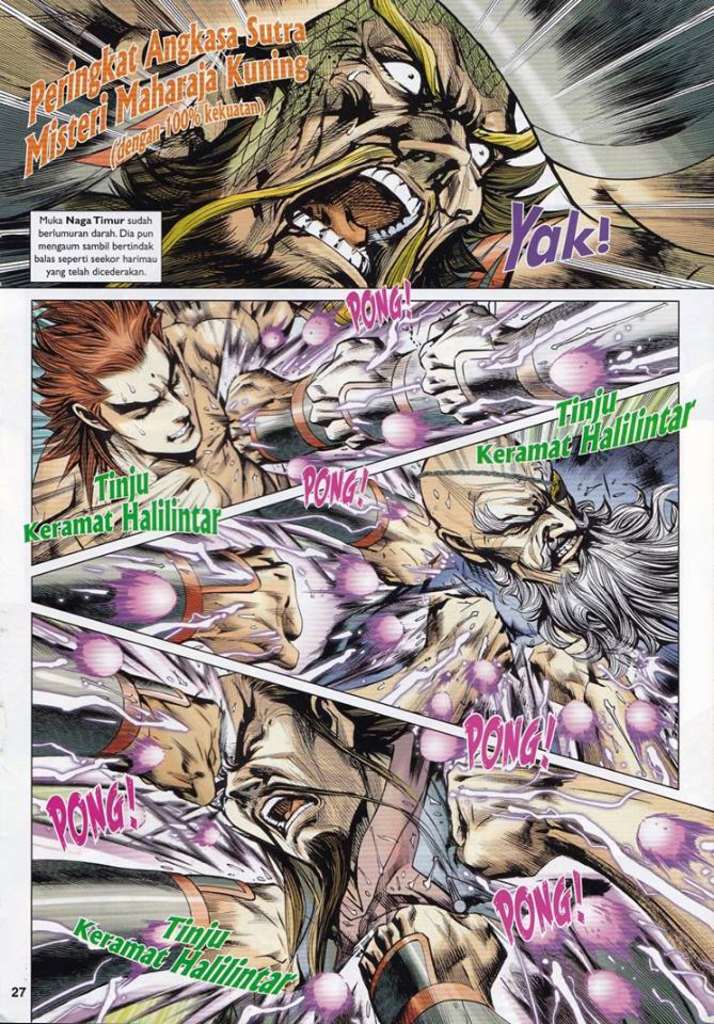 Peringkat Angkasa Sutra
Misteri Maharaja Kuning
(dengan 100% kekuatan)
Muka Naga Timur sudah
berlumuran darah. Dia pun
mengaum sambil bertindak
balas seperti seekor harimau
yang telah dicederakan.
Yak!
PONG!
Tinju
Keramat Halilintar
Tinju
Keramat Halilintar
PONG!
PONG!
PONG!
PONG!
Tinju
Keramat Halilintar
27